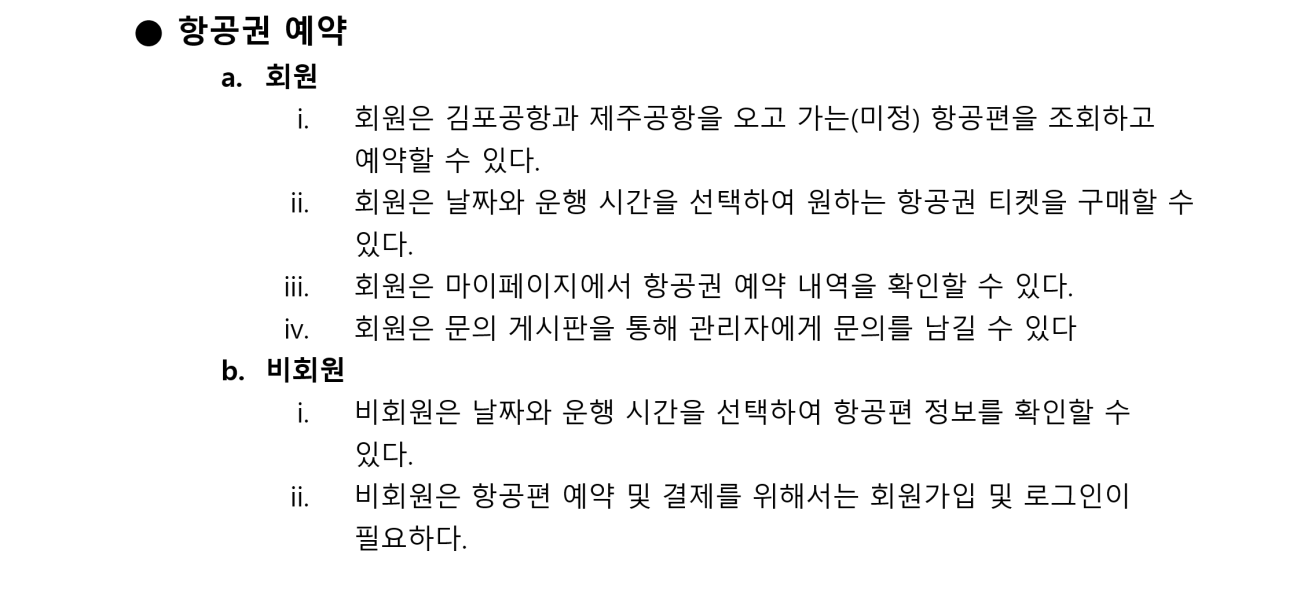 ● 항공권 예약
a. 회원
i. 회원은 김포공항과 제주공항을 오고 가는(미정) 항공편을 조회하고
예약할 수 있다.
ii. 회원은 날짜와 운행 시간을 선택하여 원하는 항공권 티켓을 구매할 수
있다.
iii. 회원은 마이페이지에서 항공권 예약 내역을 확인할 수 있다.
iv. 회원은 문의 게시판을 통해 관리자에게 문의를 남길 수 있다
b. 비회원
i. 비회원은 날짜와 운행 시간을 선택하여 항공편 정보를 확인할 수
있다.
ii. 비회원은 항공편 예약 및 결제를 위해서는 회원가입 및 로그인이
필요하다.